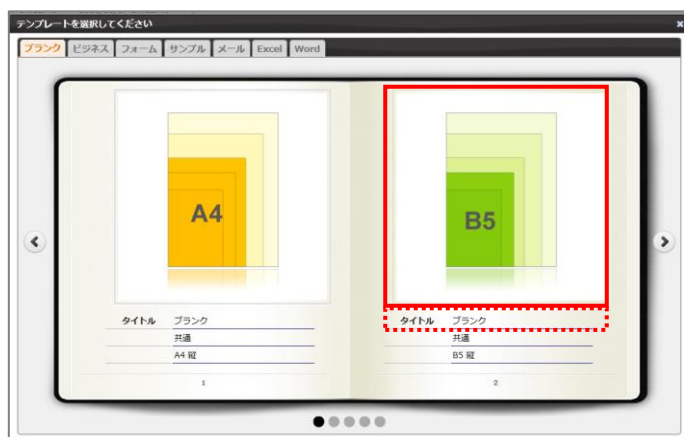 テンプレートを選択してください ×
ブランク ビジネス フォーム サンプル メール Excel Word
A4
B5
タイトル ブランク
共通
A4 縦
1
タイトル ブランク
共通
B5 縦
2